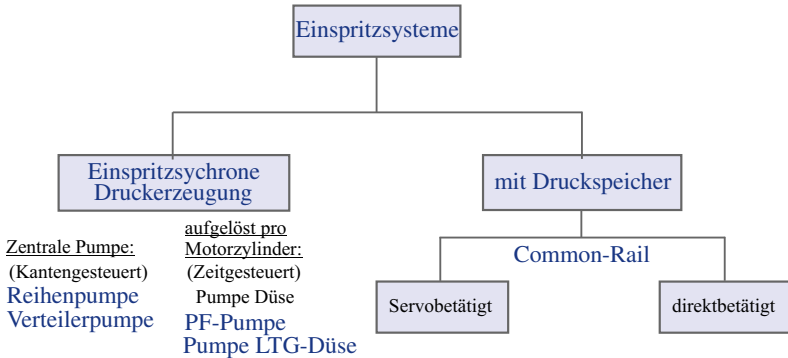 Einspritzsysteme
Einspritzsychrone
Druckerzeugung
mit Druckspeicher
Zentrale Pumpe:
(Kantengesteuert)
Reihenpumpe
Verteilerpumpe
aufgelöst pro
Motorzylinder:
(Zeitgesteuert)
Pumpe Düse
PF-Pumpe
Pumpe LTG-Düse
Common-Rail
Servobetätigt
direktbetätigt